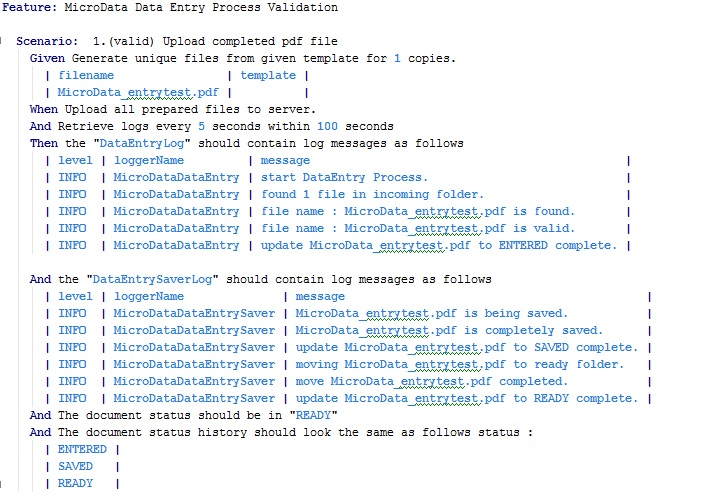 Feature: MicroData Data Entry Process Validation
Scenario: 1.(valid) Upload completed pdf file
Given Generate unique files from given template for 1 copies.
| filename | template |
| MicroData_entrytest.pdf | |
When Upload all prepared files to server.
And Retrieve logs every 5 seconds within 100 seconds
Then the "DataEntryLog" should contain log messages as follows
| level | loggerName | message |
| INFO | MicroDataDataEntry | start DataEntry Process. |
| INFO | MicroDataDataEntry | found 1 file in incoming folder. |
| INFO | MicroDataDataEntry | file name : MicroData_entrytest.pdf is found. |
| INFO | MicroDataDataEntry | file name : MicroData_entrytest.pdf is valid. |
| INFO | MicroDataDataEntry | update MicroData_entrytest.pdf to ENTERED complete. |
And the "DataEntrySaverLog" should contain log messages as follows
| level | loggerName | message |
| INFO | MicroDataDataEntrySaver | MicroData_entrytest.pdf is being saved. |
| INFO | MicroDataDataEntrySaver | MicroData_entrytest.pdf is completely saved. |
| INFO | MicroDataDataEntrySaver | update MicroData_entrytest.pdf to SAVED complete. |
| INFO | MicroDataDataEntrySaver | moving MicroData_entrytest.pdf to ready folder. |
| INFO | MicroDataDataEntrySaver | move MicroData_entrytest.pdf completed. |
| INFO | MicroDataDataEntrySaver | update MicroData_entrytest.pdf to READY complete. |
And The document status should be in "READY"
And The document status history should look the same as follows status :
| ENTERED |
| SAVED |
| READY |